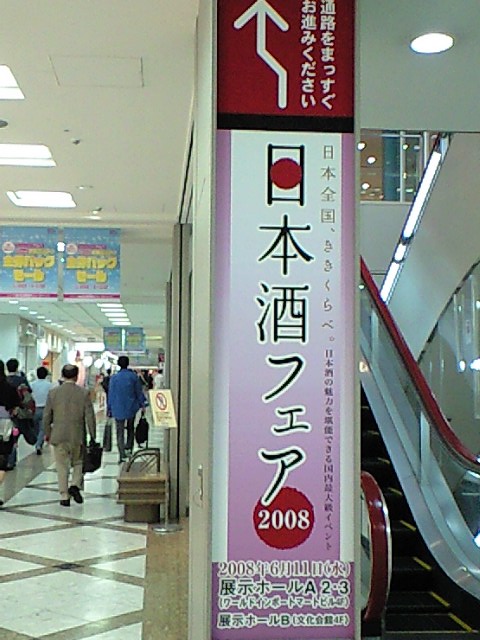 通路をまっすぐ
お進みください
日本全国、ききくらべ。日本酒の魅力を堪能できる国内最大級イベント
日本酒フェア
2008
2008年6月11日(水)
展示ホールA 2・3
(ワールドインポートマートビル4F)
展示ホールB(文化会館4F)